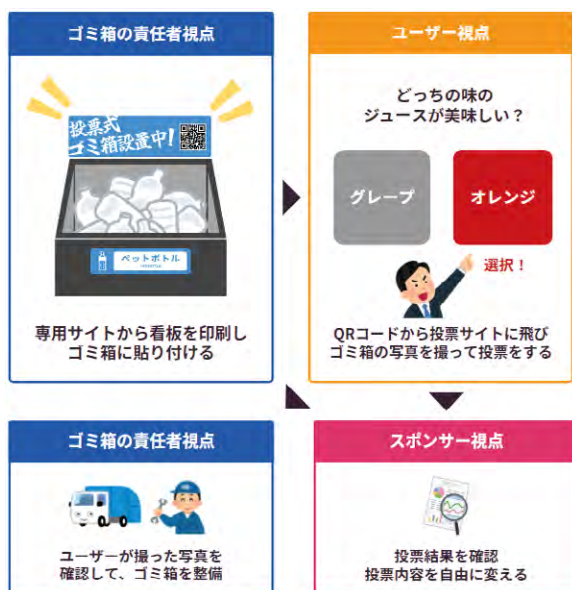 ゴミ箱の責任者視点
投票式
ゴミ箱設置中!
ペットボトル
専用サイトから看板を印刷し
ゴミ箱に貼り付ける
ユーザー視点
どっちの味の
ジュースが美味しい?
グレープ
オレンジ
選択!
QRコードから投票サイトに飛び
ゴミ箱の写真を撮って投票をする
ゴミ箱の責任者視点
ユーザーが撮った写真を
確認して、ゴミ箱を整備
スポンサー視点
投票結果を確認
投票内容を自由に変える